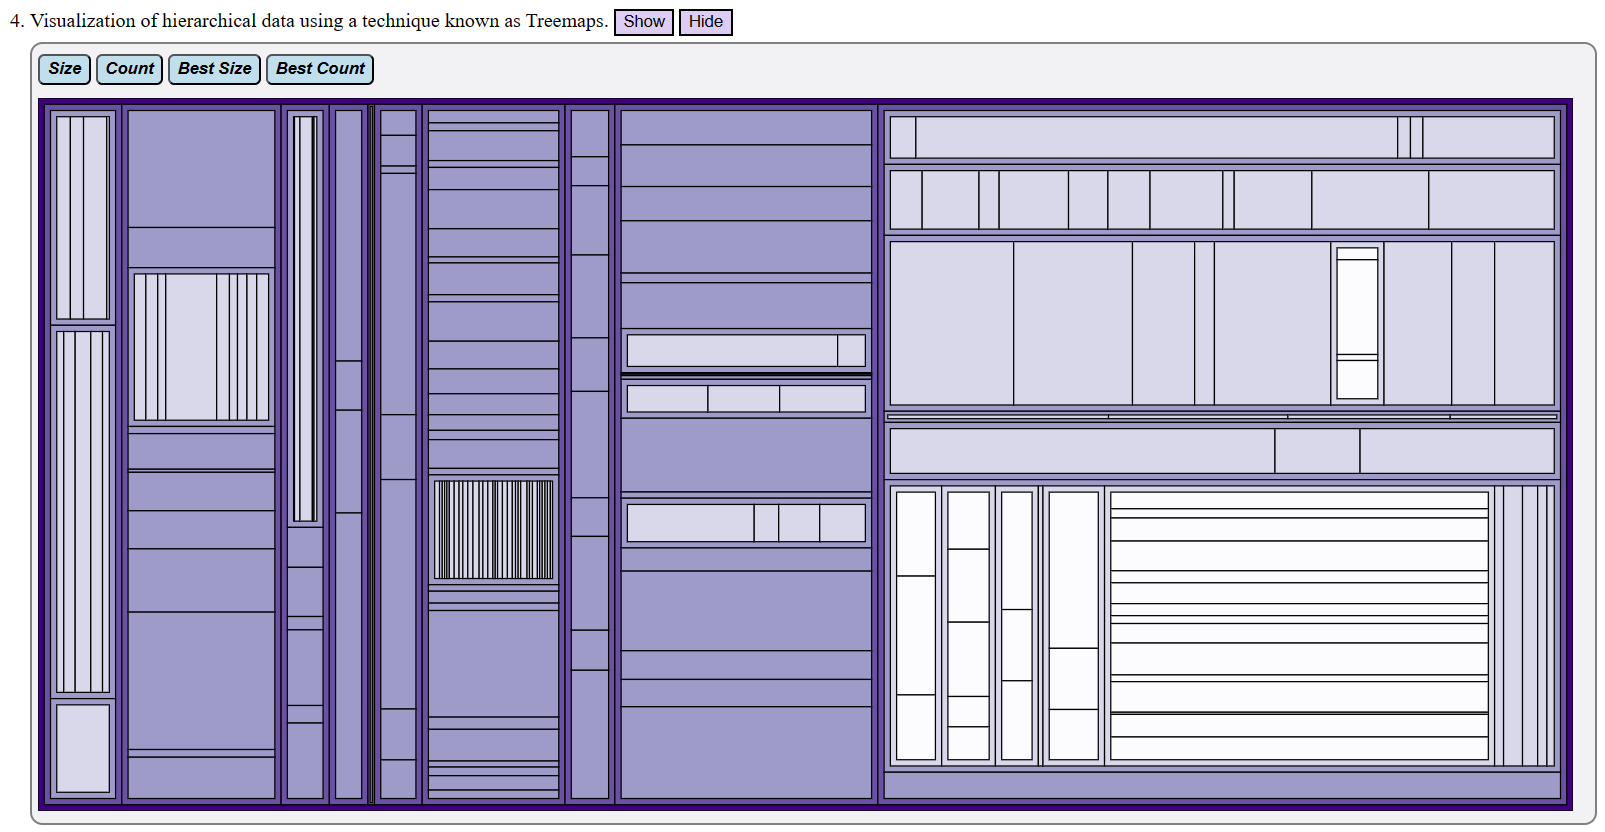 4. Visualization of hierarchical data using a technique known as Treemaps. Show Hide
Size Count Best Size Best Count